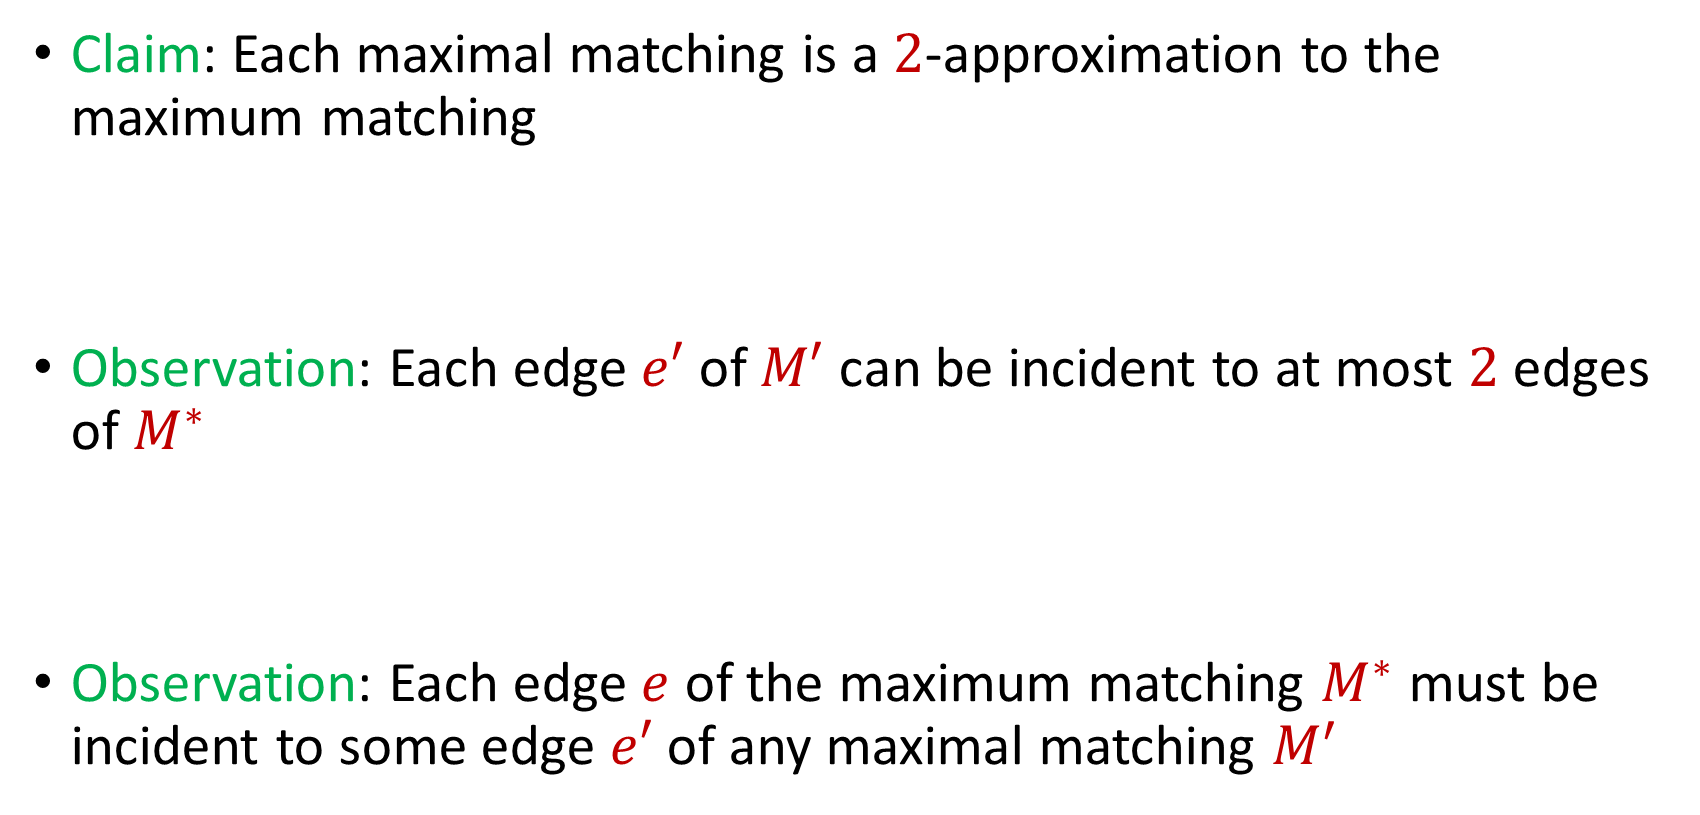 • Claim: Each maximal matching is a 2-approximation to the
maximum matching
• Observation: Each edge e′ of M′ can be incident to at most 2 edges
of M*
• Observation: Each edge e of the maximum matching M* must be
incident to some edge e′ of any maximal matching M′